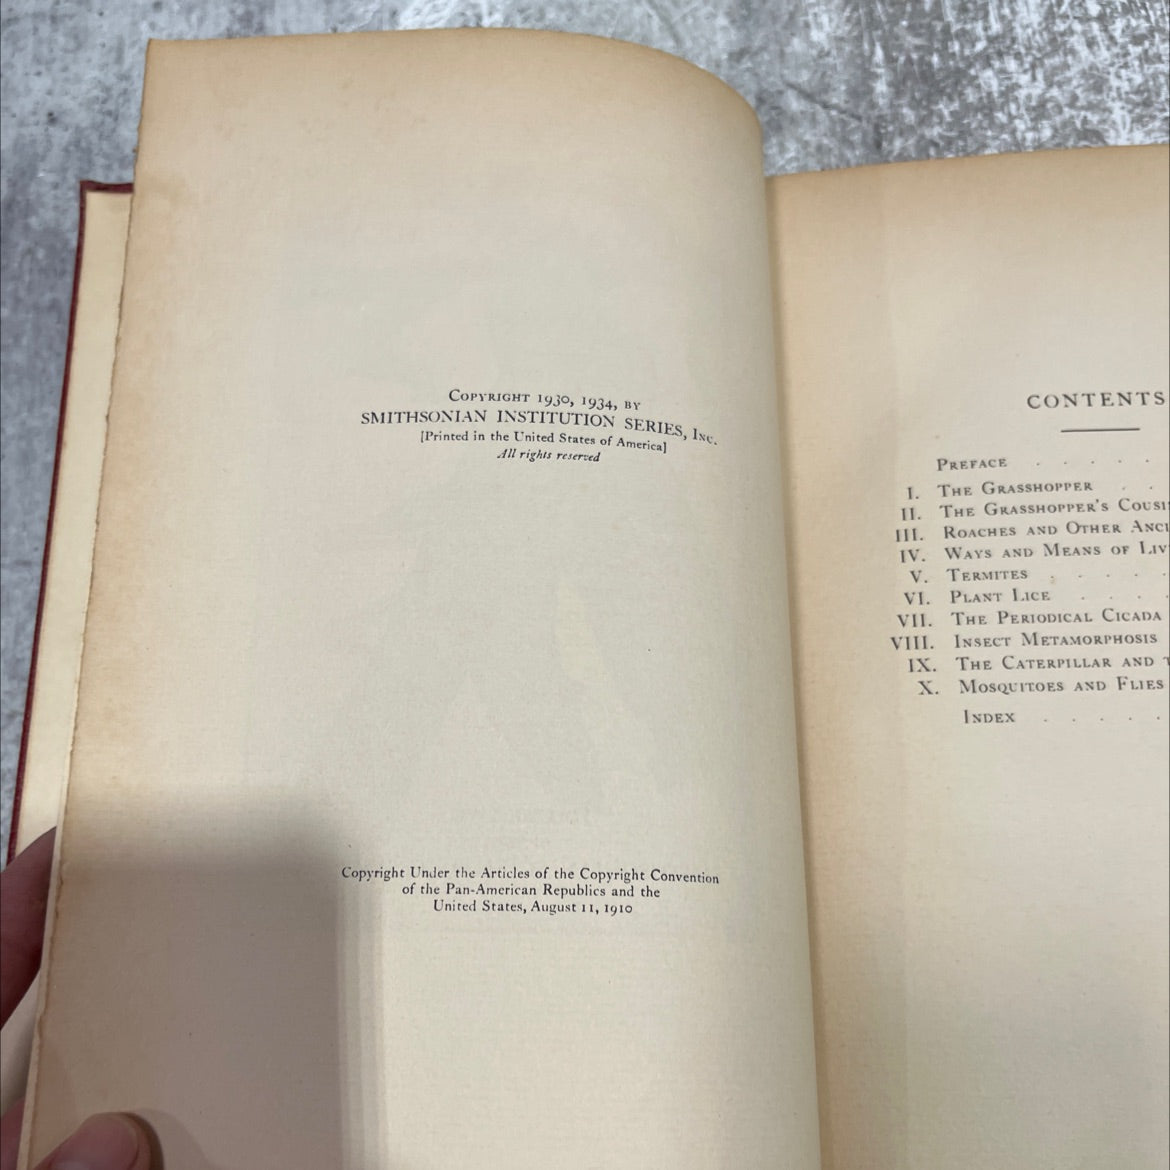 Copyright 1930, 1934, by
SMITHSONIAN INSTITUTION SERIES, Inc.
[Printed in the United States of America]
All rights reserved
Copyright Under the Articles of the Copyright Convention
of the Pan-American Republics and the
United States, August 11, 1910
CONTENTS
Preface . . . .
I. The Grasshopper . .
II. The Grasshopper's
III. Roaches and Other
IV. Ways and Means of
V. Termites . . . .
VI. Plant Lice . . .
VII. The Periodical Cicada
VIII. Insect Metamorphosis
IX. The Caterpillar and
X. Mosquitoes and Flies
Index . . . . .